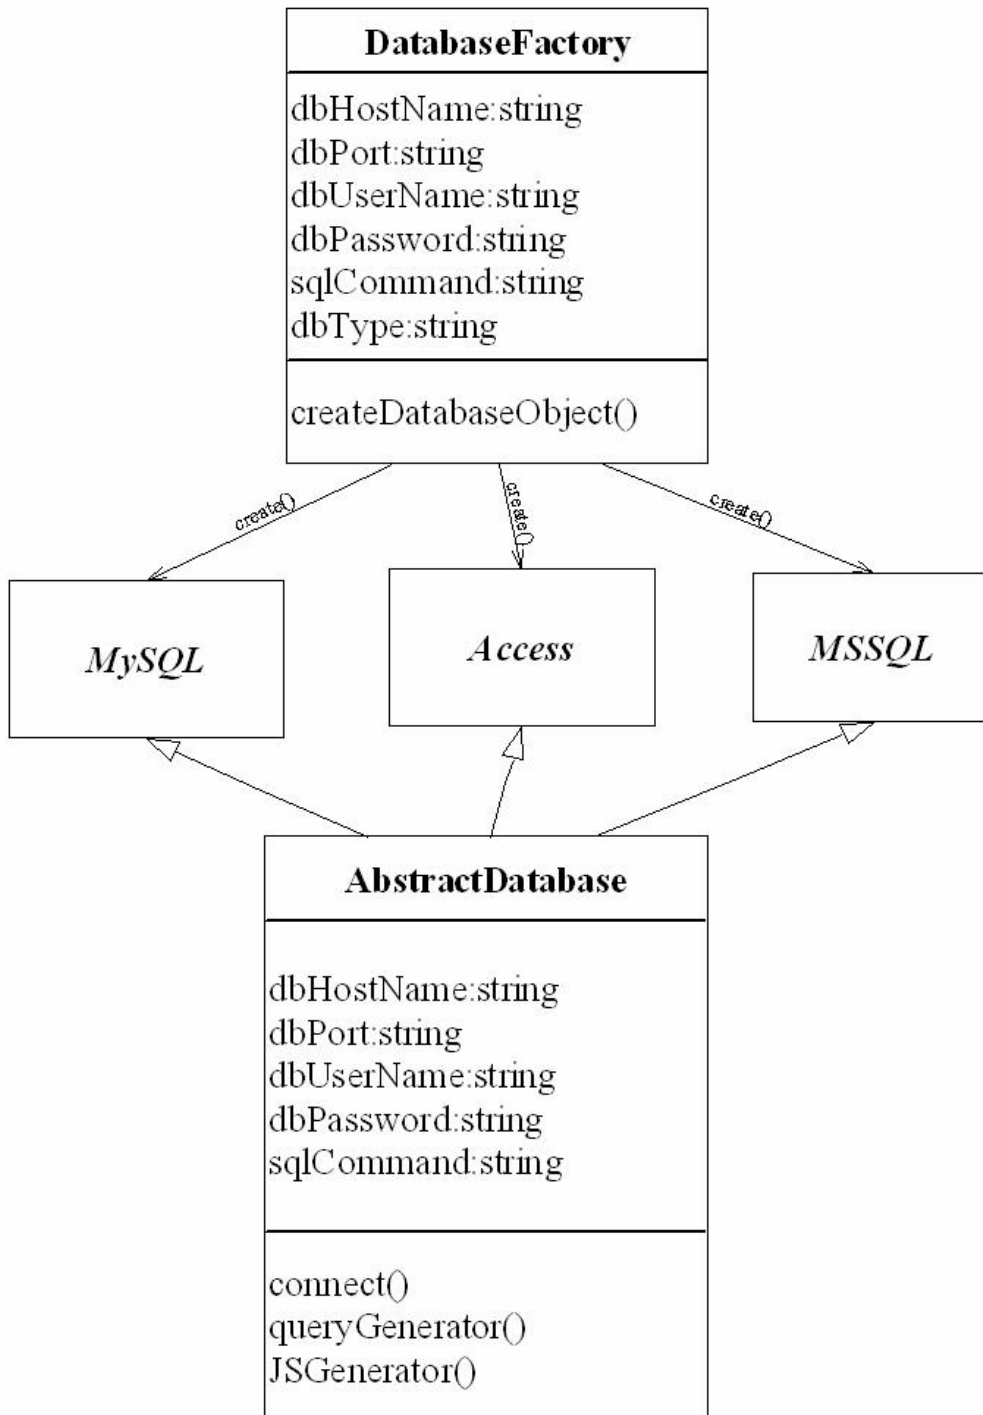 DatabaseFactory
dbHostName:string
dbPort:string
dbUserName:string
dbPassword:string
sqlCommand:string
dbType:string
createDatabaseObject()
create()
create()
create()
MySQL
Access
MSSQL
AbstractDatabase
dbHostName:string
dbPort:string
dbUserName:string
dbPassword:string
sqlCommand:string
connect()
queryGenerator()
JSGenerator()